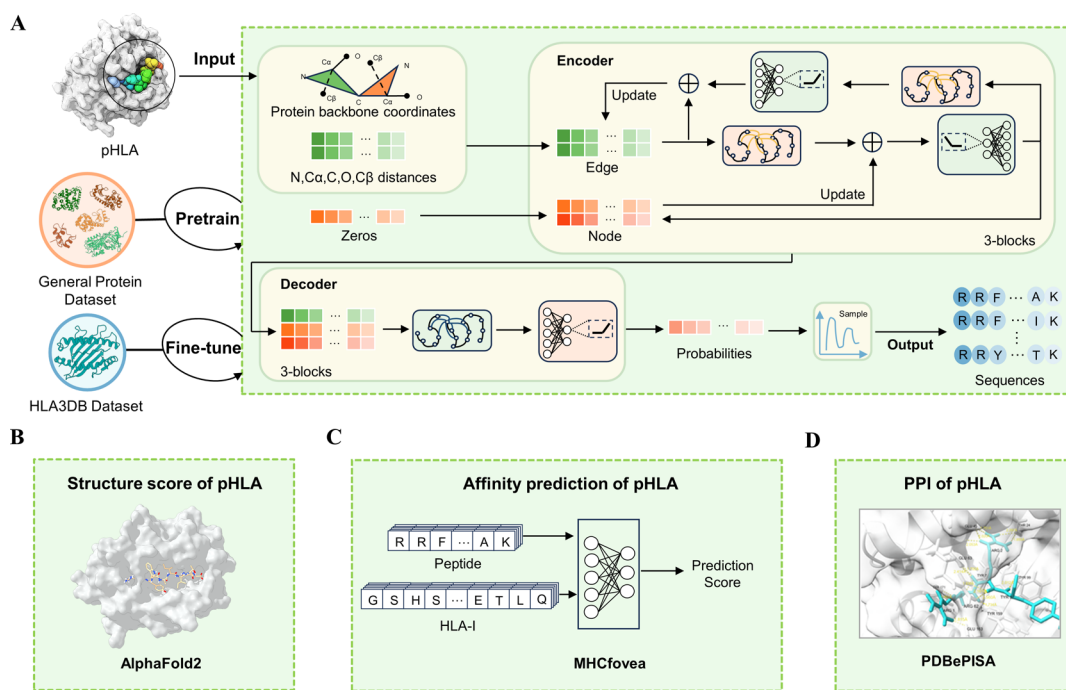 A
Input
pHLA
N
Cα
O
Cβ
C
Cβ
N
Cα
O
Protein backbone coordinates
...
N,Cα,C,O,Cβ distances
...
Zeros
Encoder
Update
...
Edge
Update
...
Node
3-blocks
General Protein
Dataset
Pretrain
HLA3DB Dataset
Fine-tune
Decoder
...
3-blocks
...
Probabilities
Sample
Output
R R F ... A K
R R F ... I K
R R Y ... T K
Sequences
B
Structure score of pHLA
AlphaFold2
C
Affinity prediction of pHLA
R R F ... A K
Peptide
G S H S ... E T L Q
HLA-I
Prediction
Score
MHCfovea
D
PPI of pHLA
PDBePISA